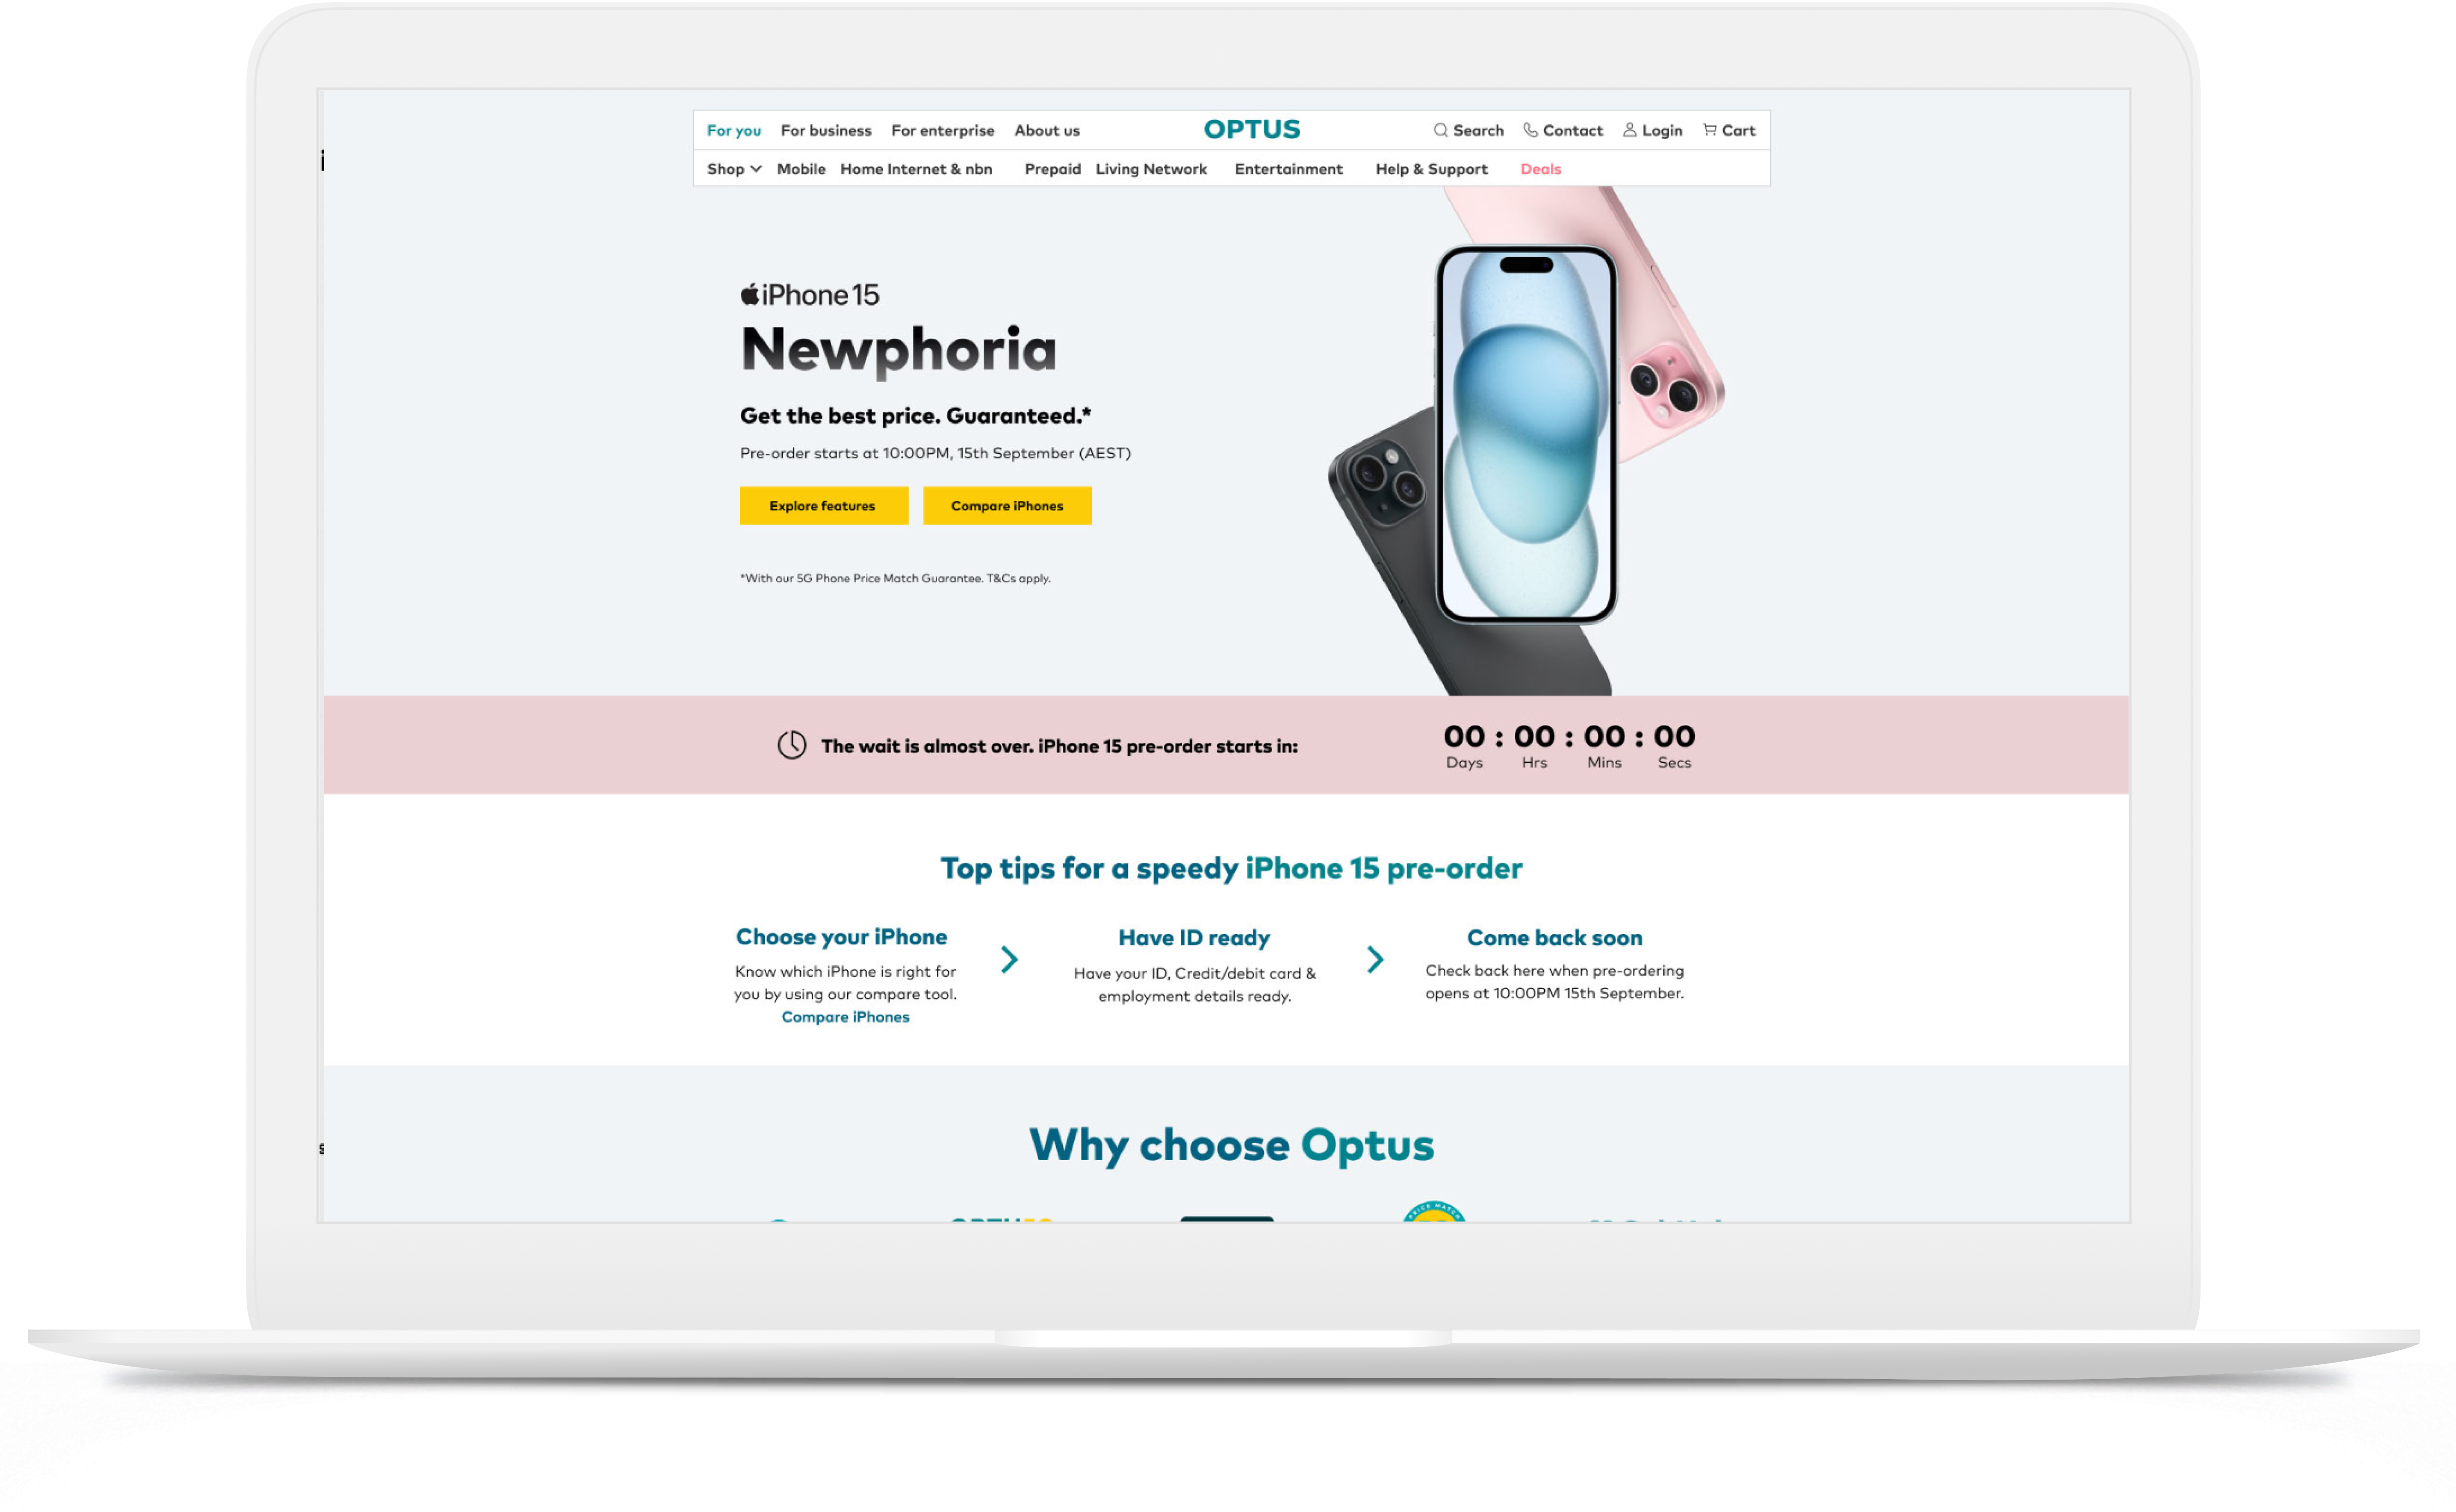 For you For business For enterprise About us OPTUS Search Contact Login Cart
Shop Mobile Home Internet & nbn Prepaid Living Network Entertainment Help & Support Deals
iPhone 15
Newphoria
Get the best price. Guaranteed.*
Pre-order starts at 10:00PM, 15th September (AEST)
Explore features Compare iPhones
*With our 5G Phone Price Match Guarantee. T&Cs apply.
The wait is almost over. iPhone 15 pre-order starts in:
00 : 00 : 00 : 00
Days Hrs Mins Secs
Top tips for a speedy iPhone 15 pre-order
Choose your iPhone
Know which iPhone is right for
you by using our compare tool.
Compare iPhones
Have ID ready
Have your ID, Credit/debit card &
employment details ready.
Come back soon
Check back here when pre-ordering
opens at 10:00PM 15th September.
Why choose Optus
PRICE MATCH